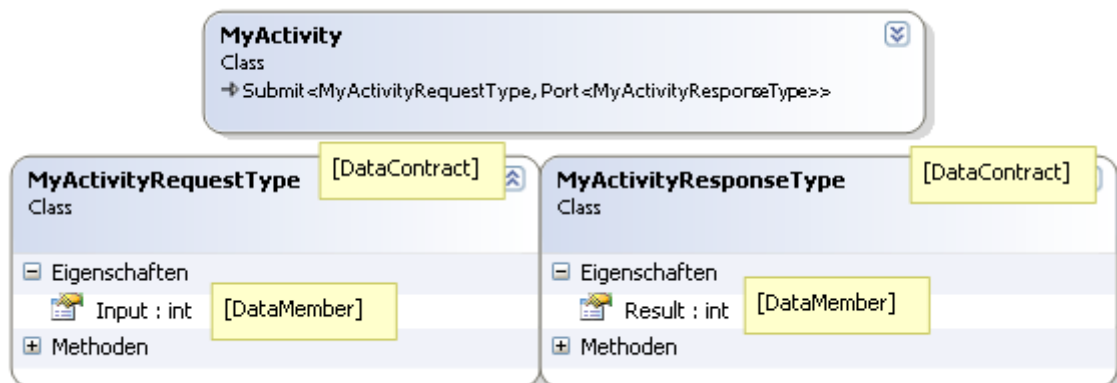 MyActivity
Class
Submit<MyActivityRequestType, Port<MyActivityResponseType>>
MyActivityRequestType
[DataContract]
Class
Eigenschaften
Input : int
[DataMember]
Methoden
MyActivityResponseType
[DataContract]
Class
Eigenschaften
Result : int
[DataMember]
Methoden